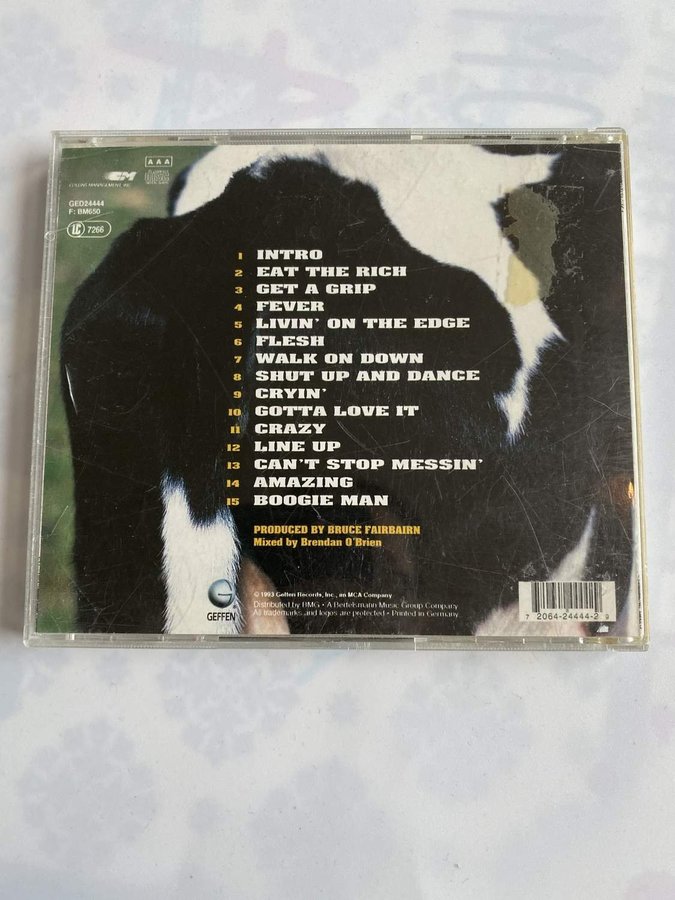 GM
AAA
COLLINS MANAGEMENT, INC.
GED24444
F: BM650
LC 7266
1 INTRO
2 EAT THE RICH
3 GET A GRIP
4 FEVER
5 LIVIN' ON THE EDGE
6 FLESH
7 WALK ON DOWN
8 SHUT UP AND DANCE
9 CRYIN'
10 GOTTA LOVE IT
11 CRAZY
12 LINE UP
13 CAN'T STOP MESSIN'
14 AMAZING
15 BOOGIE MAN
PRODUCED BY BRUCE FAIRBAIRN
Mixed by Brendan O'Brien
GEFFEN
© 1993 Geffen Records, Inc., an MCA Company
Distributed by BMG • A Bertelsmann Music Group Company
All trademarks and logos are protected • Printed in Germany
7 20642-4444-2 9